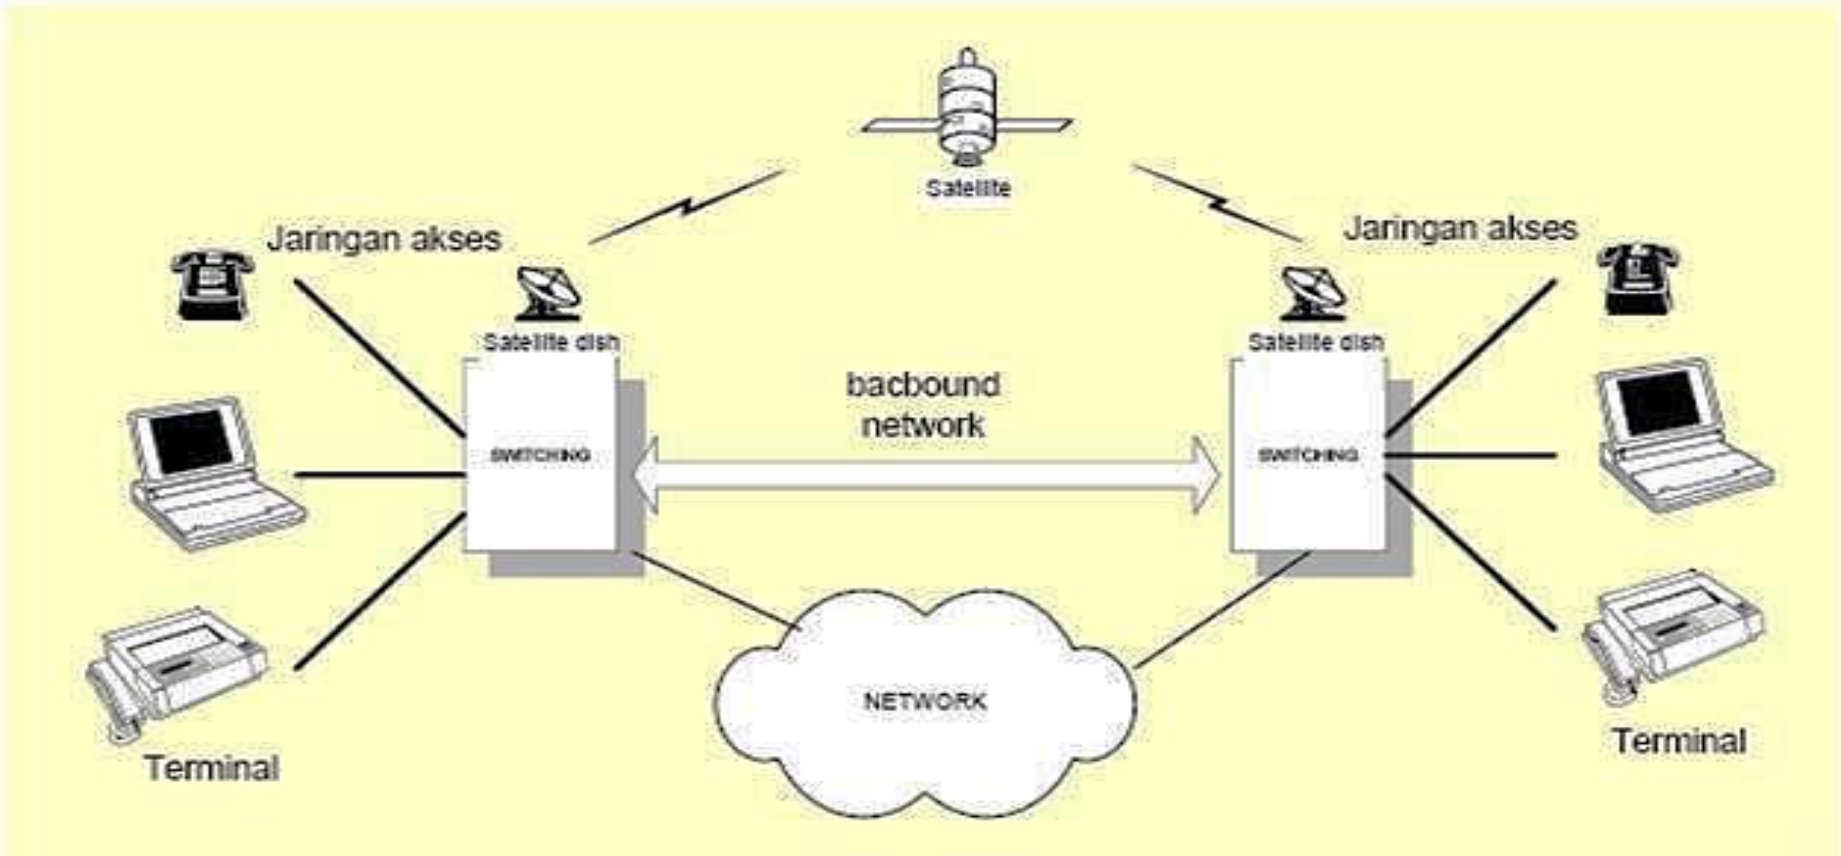 Satellite
Jaringan akses
Jaringan akses
Satellite dish
Satellite dish
bacbound
network
SWITCHING
SWITCHING
NETWORK
Terminal
Terminal